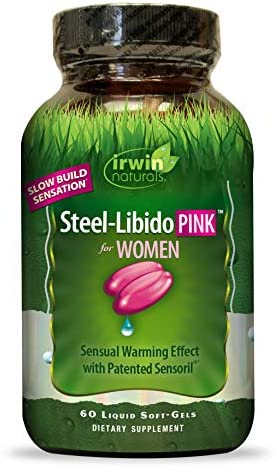 irwin
naturals®
SLOW BUILD
SENSATION*
Steel-Libido PINK™
for WOMEN
Sensual Warming Effect
with Patented Sensoril®*
60 LIQUID SOFT-GELS
DIETARY SUPPLEMENT